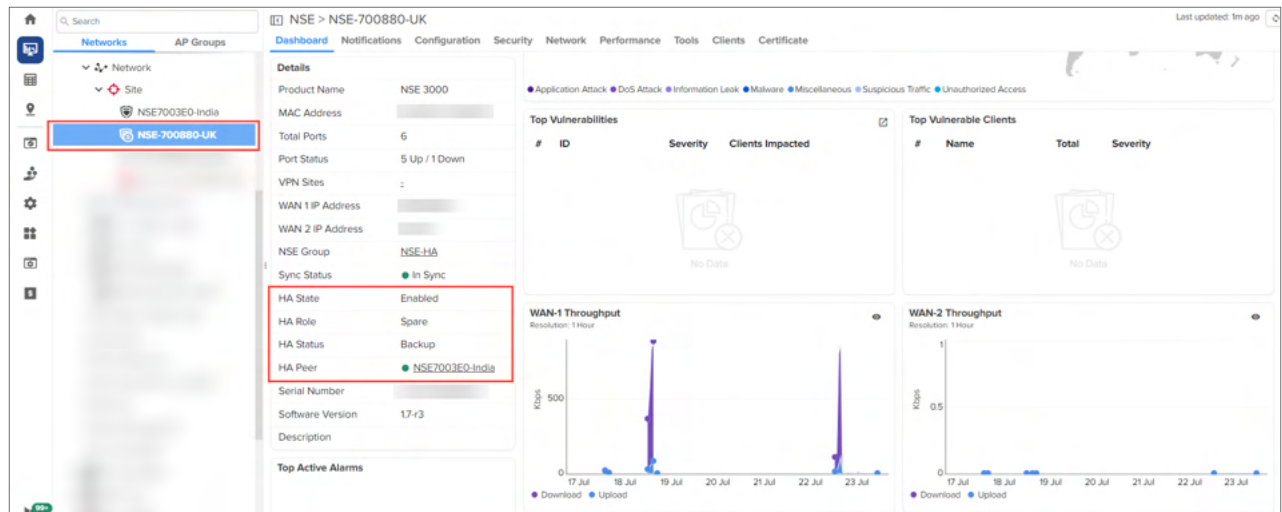 NSE > NSE-700880-UK
Last updated: 1m ago
Search
Networks AP Groups
Dashboard Notifications Configuration Security Network Performance Tools Clients Certificate
Network
Site
NSE7003E0-India
NSE-700880-UK
Details
Product Name NSE 3000
MAC Address
Total Ports 6
Port Status 5 Up / 1 Down
VPN Sites -
WAN 1 IP Address
WAN 2 IP Address
NSE Group NSE-HA
Sync Status In Sync
HA State Enabled
HA Role Spare
HA Status Backup
HA Peer NSE7003E0-India
Serial Number
Software Version 1.7-r3
Description
Top Active Alarms
Application Attack DoS Attack Information Leak Malware Miscellaneous Suspicious Traffic Unauthorized Access
Top Vulnerabilities
# ID Severity Clients Impacted
No Data
Top Vulnerable Clients
# Name Total Severity
No Data
WAN-1 Throughput
Resolution: 1 Hour
Kbps
500
0
17 Jul 18 Jul 19 Jul 20 Jul 21 Jul 22 Jul 23 Jul
Download Upload
WAN-2 Throughput
Resolution: 1 Hour
Kbps
1
0.5
0
17 Jul 18 Jul 19 Jul 20 Jul 21 Jul 22 Jul 23 Jul
Download Upload
99+